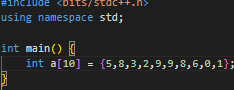 #include <bits/stdc++.h>
using namespace std;
int main() {
    int a[10] = {5,8,3,2,9,9,8,6,0,1};
}